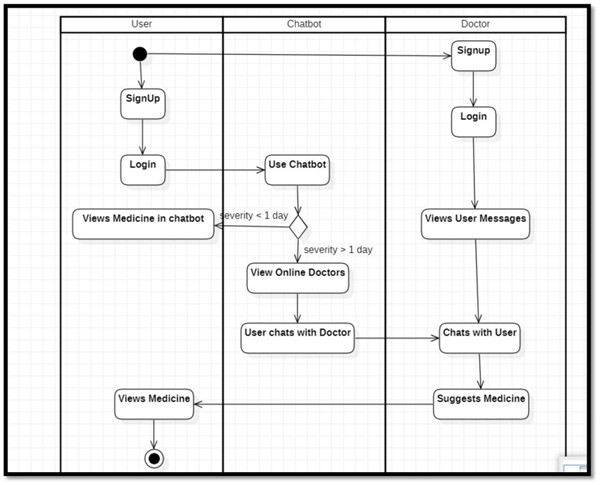 User Chatbot Doctor
Signup
SignUp
Login
Login
Use Chatbot
Views Medicine in chatbot
severity < 1 day
Views User Messages
severity > 1 day
View Online Doctors
User chats with Doctor
Chats with User
Views Medicine
Suggests Medicine